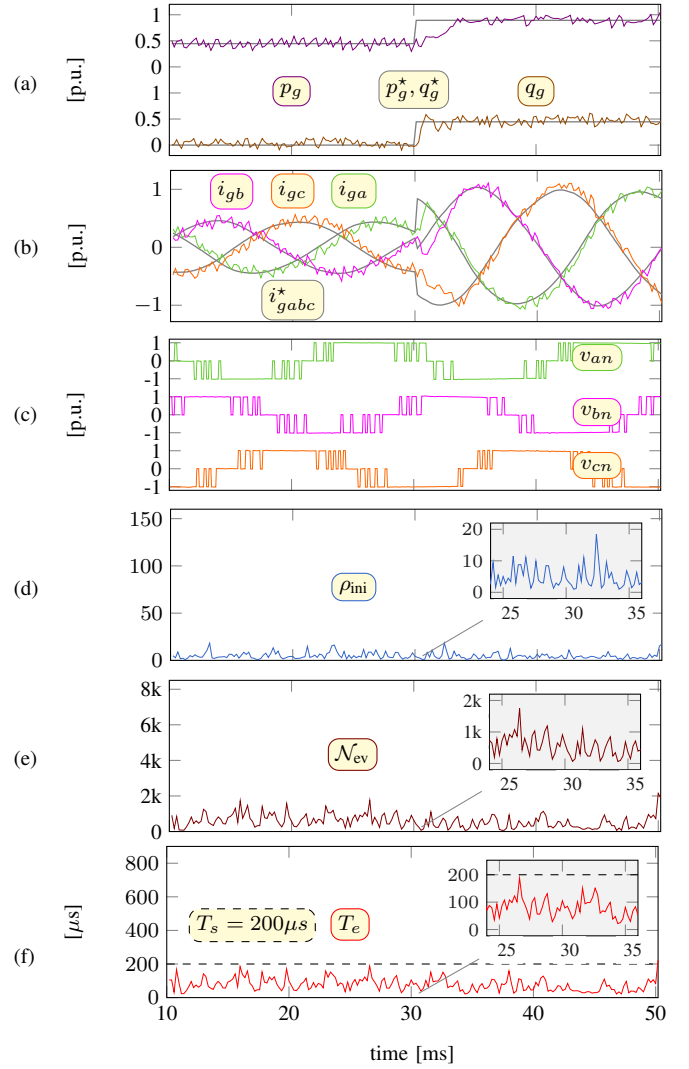 1
0.5
0
(a)
[p.u.]
p_g
p_g^⋆, q_g^⋆
q_g
1
0.5
0
(b)
[p.u.]
1
0
−1
i_gb
i_gc
i_ga
i_gabc^⋆
(c)
[p.u.]
1
0
-1
v_an
1
0
-1
v_bn
1
0
-1
v_cn
(d)
150
100
50
0
ρ_ini
20
10
0
25 30 35
(e)
8k
6k
4k
2k
0
𝒩_ev
2k
1k
0
25 30 35
(f)
[μs]
800
600
400
200
0
T_s = 200μs
T_e
200
100
0
25 30 35
10 20 30 40 50
time [ms]